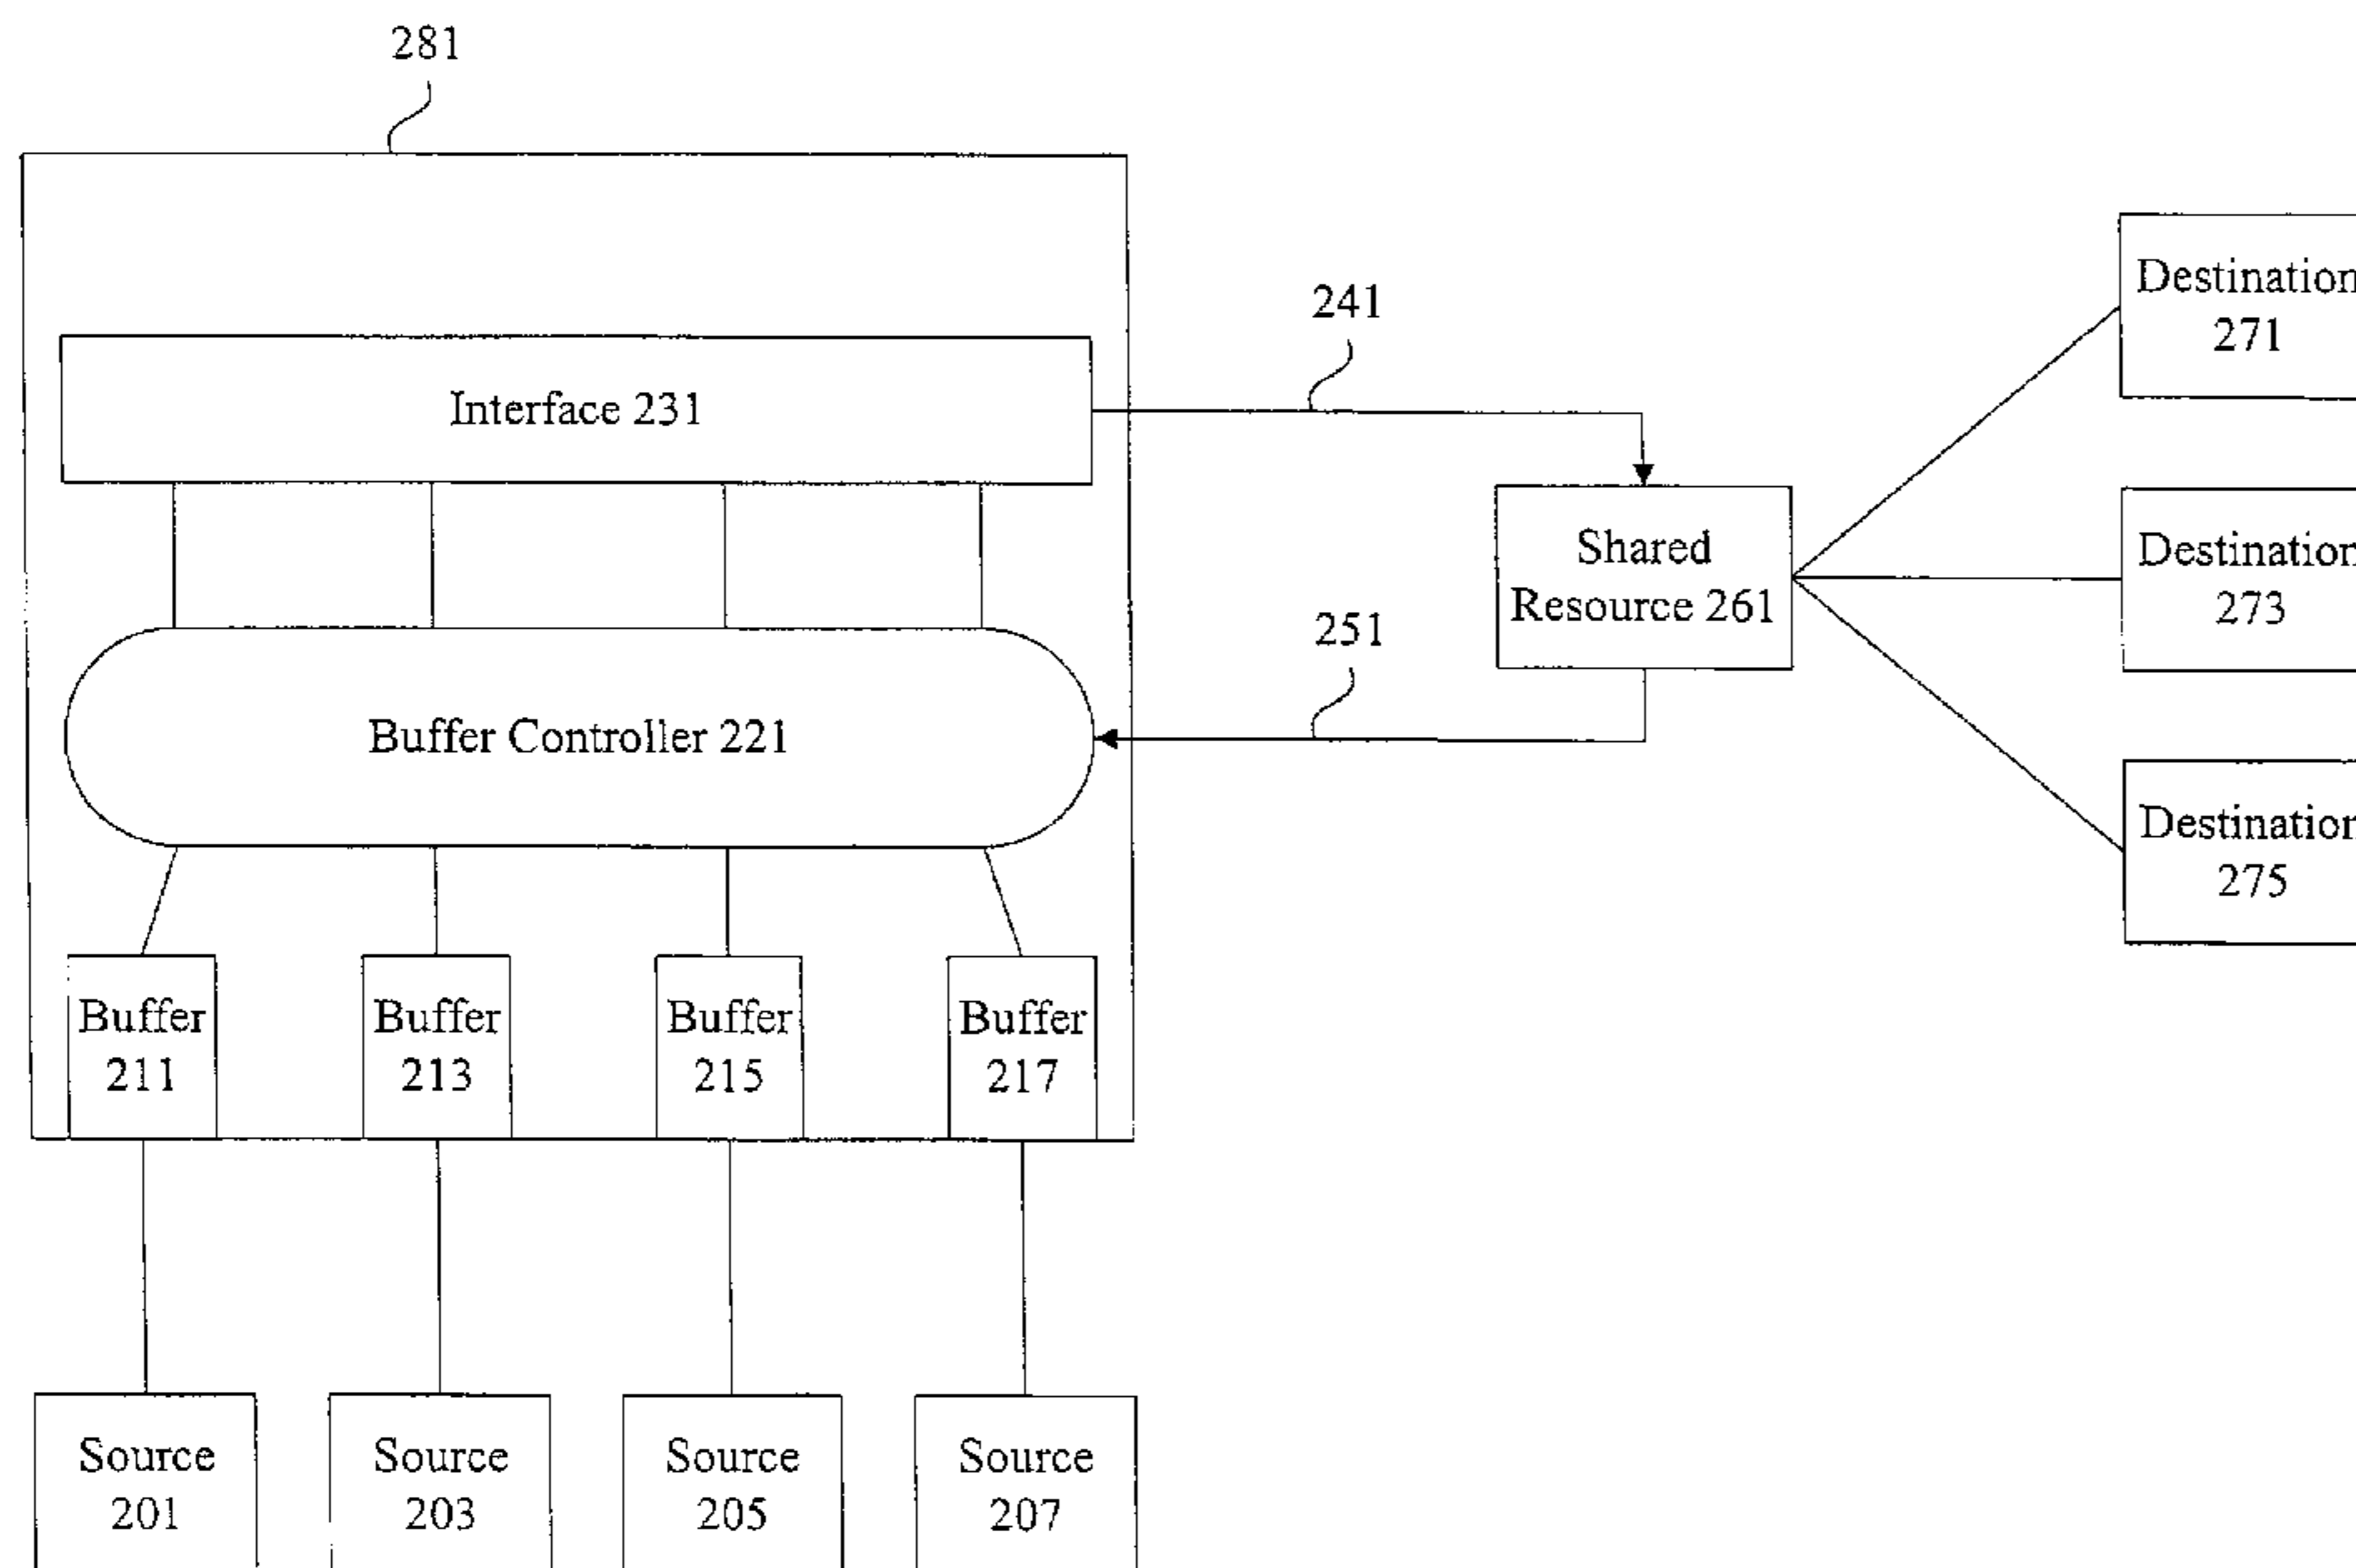 281
Interface 231
241
Destination
271
Shared
Resource 261
Destination
273
251
Buffer Controller 221
Destination
275
Buffer
211
Buffer
213
Buffer
215
Buffer
217
Source
201
Source
203
Source
205
Source
207